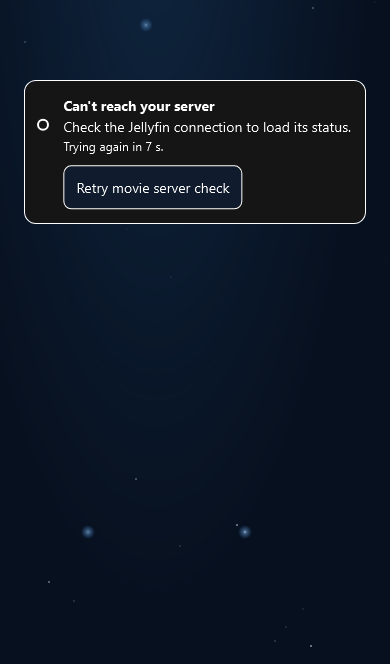 Can't reach your server
Check the Jellyfin connection to load its status.
Trying again in 7 s.
Retry movie server check